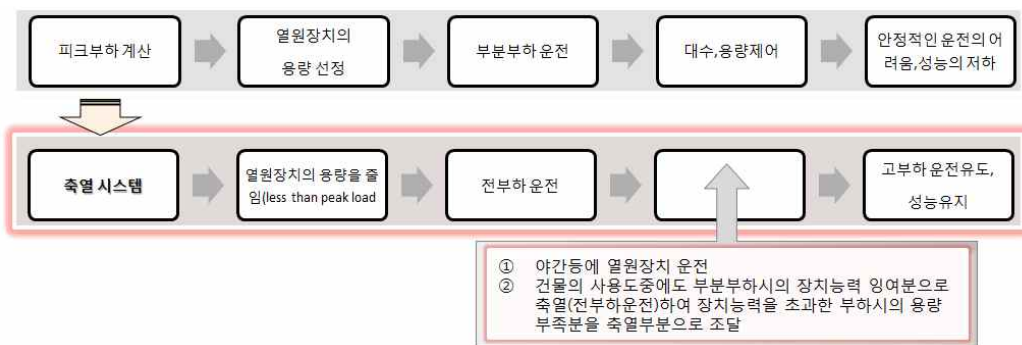 피크부하 계산
열원장치의
용량 선정
부분부하 운전
대수,용량제어
안정적인 운전의 어
려움,성능의 저하
축열 시스템
열원장치의 용량을 줄
임(less than peak load
전부하 운전
고부하 운전유도,
성능유지
① 야간등에 열원장치 운전
② 건물의 사용도중에도 부분부하시의 장치능력 잉여분으로
축열(전부하운전)하여 장치능력을 초과한 부하시의 용량
부족분을 축열부분으로 조달